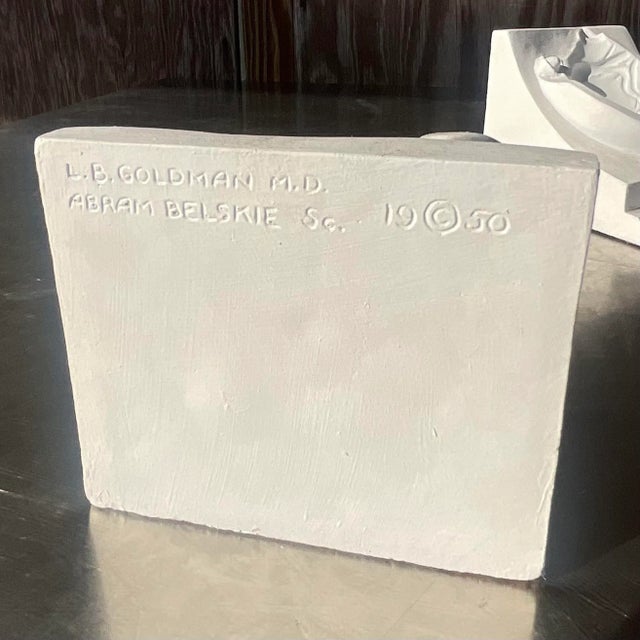 L.B.GOLDMAN M.D.
ABRAM BELSKIE Sc. 19©50